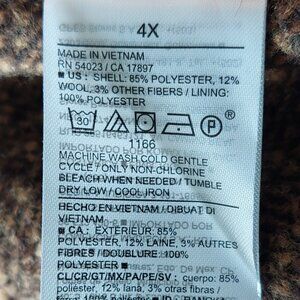 4X
MADE IN VIETNAM
RN 54023 / CA 17897
■ US : SHELL: 85% POLYESTER, 12%
WOOL, 3% OTHER FIBERS / LINING:
100% POLYESTER
30 P
1166
MACHINE WASH COLD GENTLE
CYCLE / ONLY NON-CHLORINE
BLEACH WHEN NEEDED / TUMBLE
DRY LOW / COOL IRON
HECHO EN VIETNAM / DIBUAT DI
VIETNAM
■ CA : EXTERIEUR: 85%
POLYESTER, 12% LAINE, 3% AUTRES
FIBRES / DOUBLURE: 100%
POLYESTER ■
CL/CR/GT/MX/PA/PE/SV : cuerpo: 85%
poliéster, 12% lana, 3% otras fibras /
100%